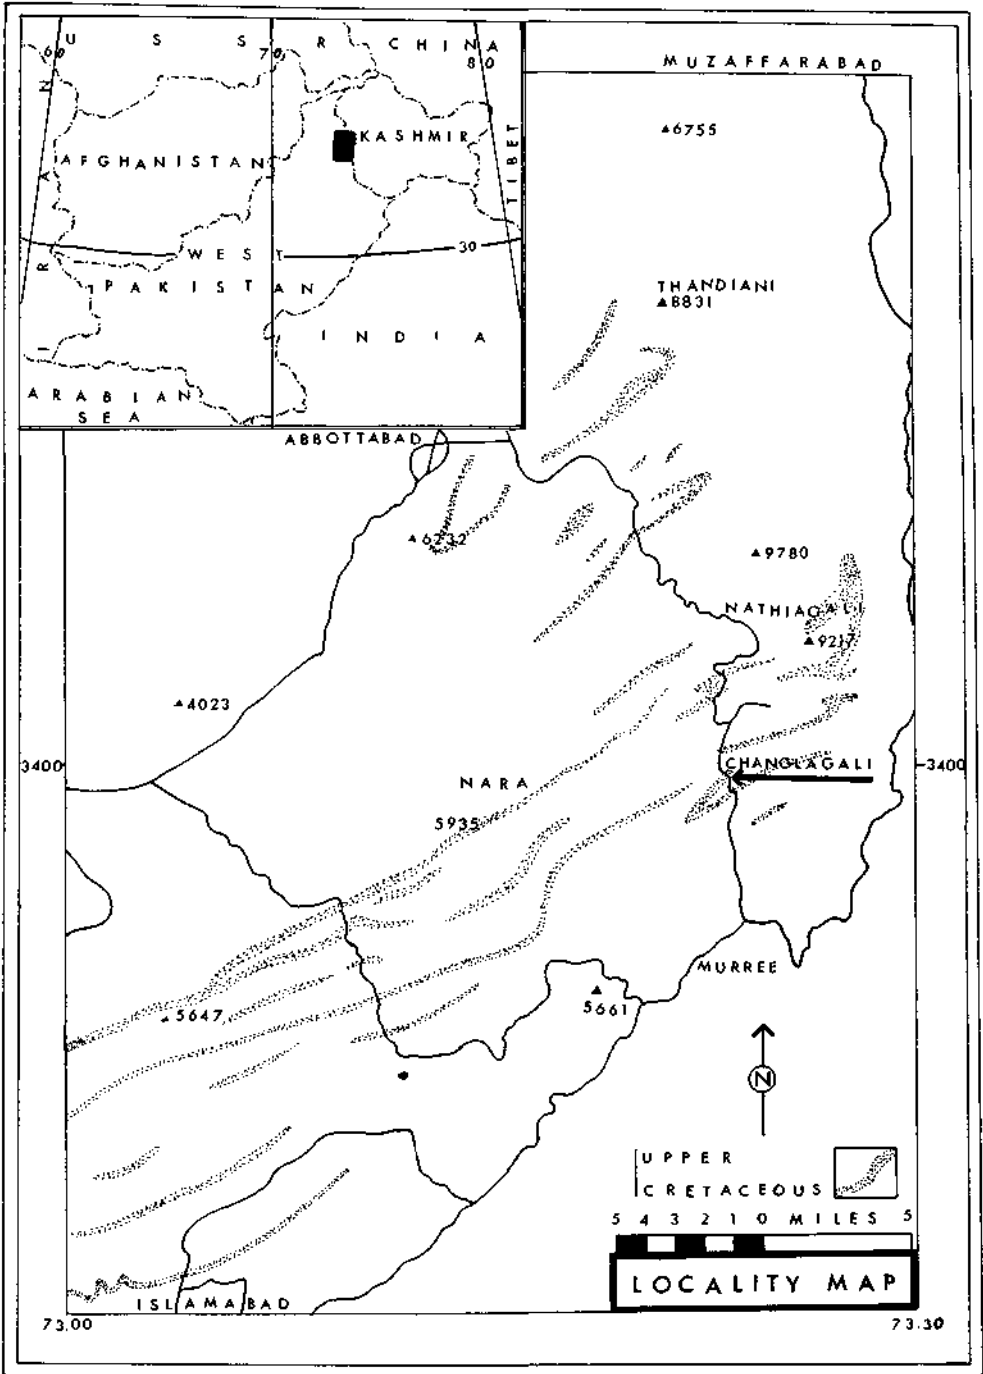 U S S R
CHINA
60
70
80
MUZAFFARABAD
6755
KASHMIR
TIBET
AFGHANISTAN
IRAN
30
WEST
PAKISTAN
INDIA
ARABIAN
SEA
THANDIANI
8831
ABBOTTABAD
6232
9780
NATHIAGALI
9217
4023
3400
3400
CHANGLAGALI
NARA
5935
MURREE
5661
5647
N
UPPER
CRETACEOUS
5 4 3 2 1 0 MILES 5
LOCALITY MAP
ISLAMABAD
73.00
73.30